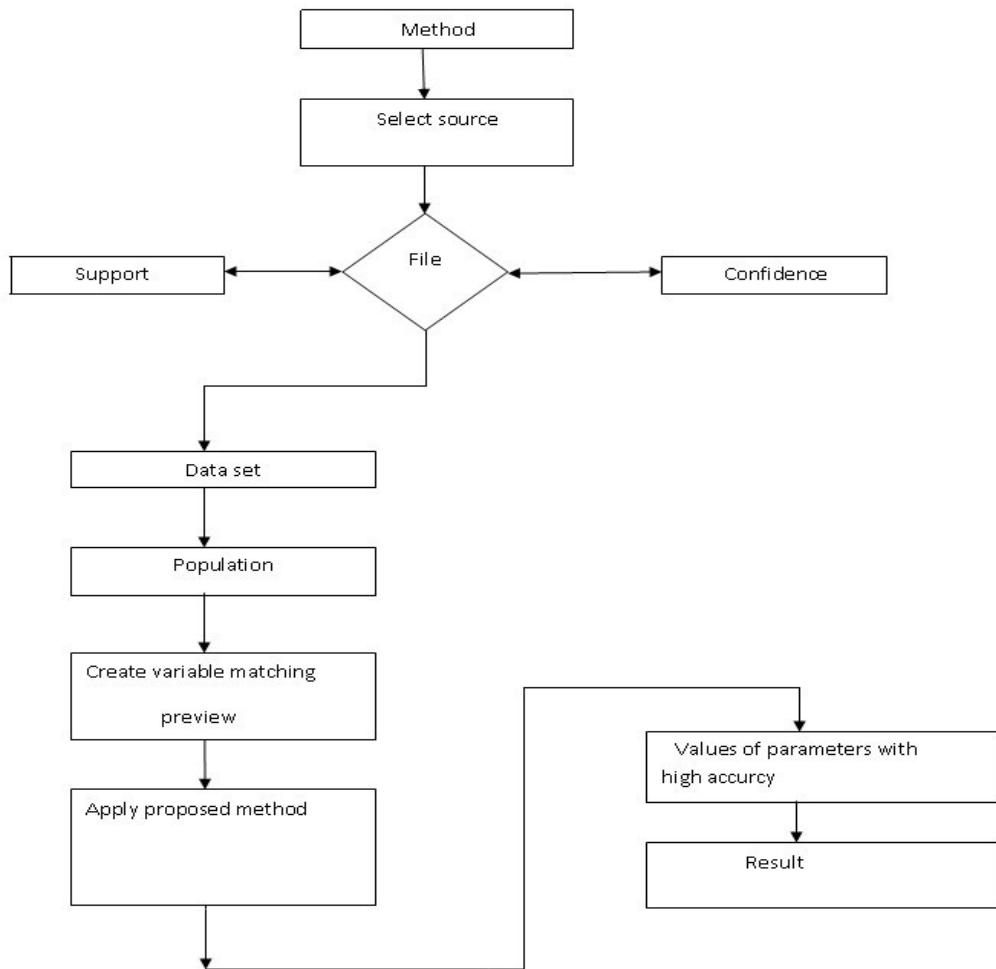 Method
Select source
File
Support
Confidence
Data set
Population
Create variable matching
preview
Apply proposed method
Values of parameters with
high accurcy
Result